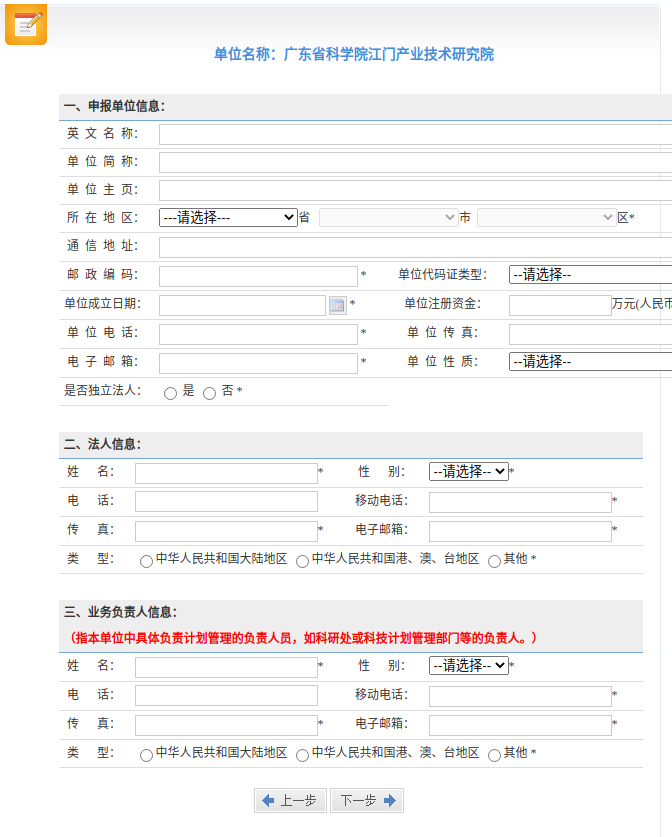 单位名称：广东省科学院江门产业技术研究院
一、申报单位信息：
英 文 名 称：
单 位 简 称：
单 位 主 页：
所 在 地 区： ---请选择--- 省 市 区*
通 信 地 址：
邮 政 编 码： * 单位代码证类型： --请选择--
单位成立日期： * 单位注册资金： 万元(人民币
单 位 电 话： * 单 位 传 真：
电 子 邮 箱： * 单 位 性 质： --请选择--
是否独立法人： 是 否 *
二、法人信息：
姓 名： * 性 别： --请选择-- *
电 话： 移动电话： *
传 真： * 电子邮箱： *
类 型： 中华人民共和国大陆地区 中华人民共和国港、澳、台地区 其他 *
三、业务负责人信息：
（指本单位中具体负责计划管理的负责人员，如科研处或科技计划管理部门等的负责人。）
姓 名： * 性 别： --请选择-- *
电 话： 移动电话： *
传 真： * 电子邮箱： *
类 型： 中华人民共和国大陆地区 中华人民共和国港、澳、台地区 其他 *
上一步 下一步